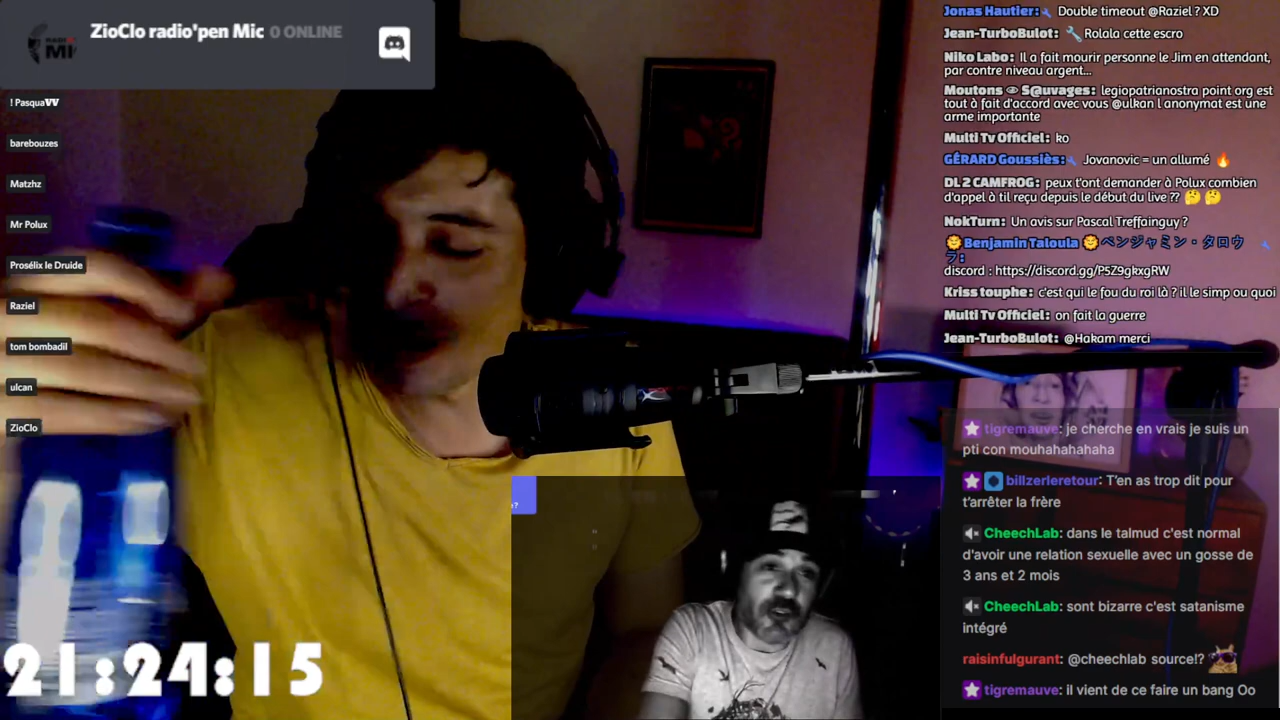 ZioClo radio'pen Mic 0 ONLINE
! PasquaVV
barebouzes
Matzhz
Mr Polux
Prosélix le Druide
Raziel
tom bombadil
ulcan
ZioClo
21:24:15
Jonas Hautier: Double timeout @Raziel ? XD
Jean-TurboBulot: Rolala cette escro
Niko Labo: Il a fait mourir personne le Jim en attendant,
par contre niveau argent...
Moutons S@uvages: legiopatrianostra point org est
tout à fait d'accord avec vous @ulkan l anonymat est une
arme importante
Multi Tv Officiel: ko
GÉRARD Goussiès: Jovanovic = un allumé 🔥
DL 2 CAMFROG: peux t'ont demander à Polux combien
d'appel à til reçu depuis le début du live ?? 🤔 🤔
NokTurn: Un avis sur Pascal Treffainguy ?
🌞Benjamin Taloula 🌞ベンジャミン・タロウ
ラ:
discord : https://discord.gg/P5Z9gkxgRW
Kriss touphe: c'est qui le fou du roi là ? il le simp ou quoi
Multi Tv Officiel: on fait la guerre
Jean-TurboBulot: @Hakam merci
tigremauve: je cherche en vrais je suis un
pti con mouhahahahaha
billzerleretour: T'en as trop dit pour
t'arrêter la frère
CheechLab: dans le talmud c'est normal
d'avoir une relation sexuelle avec un gosse de
3 ans et 2 mois
CheechLab: sont bizarre c'est satanisme
intégré
raisinfulgurant: @cheechlab source!?
tigremauve: il vient de ce faire un bang Oo